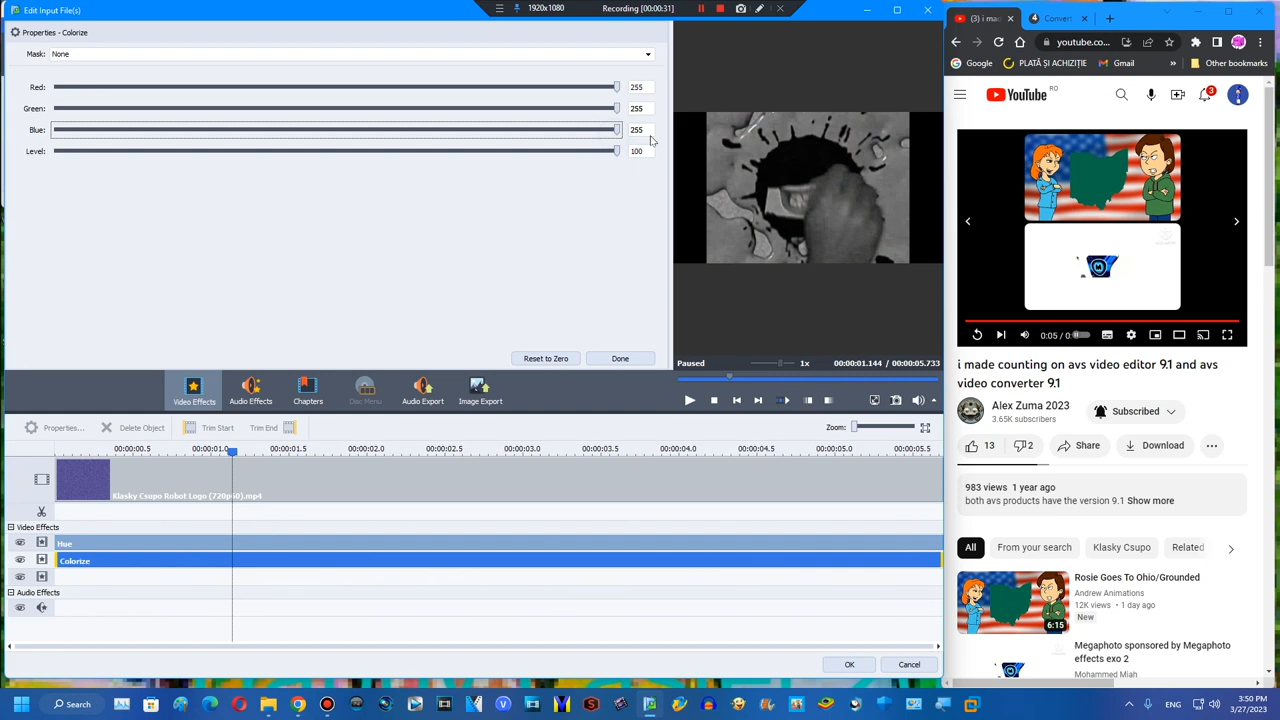 Edit Input File(s)
1920x1080
Recording [00:00:31]
Properties - Colorize
Mask: None
Red: 255
Green: 255
Blue: 255
Level: 100
Reset to Zero
Done
Paused 1x 00:00:01.144 / 00:00:05.733
Video Effects
Audio Effects
Chapters
Disc Menu
Audio Export
Image Export
Properties...
Delete Object
Trim Start
Trim End
Zoom:
00:00:00.5 00:00:01.0 00:00:01.5 00:00:02.0 00:00:02.5 00:00:03.0 00:00:03.5 00:00:04.0 00:00:04.5 00:00:05.0 00:00:05.5
Klasky Csupo Robot Logo (720p60).mp4
Video Effects
Hue
Colorize
Audio Effects
OK
Cancel
(3) i mad
Convert
youtube.co...
Google
PLATĂ ȘI ACHIZIȚIE
Gmail
Other bookmarks
YouTube RO
3
0:05 / 0:
i made counting on avs video editor 9.1 and avs
video converter 9.1
Alex Zuma 2023
3.65K subscribers
Subscribed
13
2
Share
Download
983 views 1 year ago
both avs products have the version 9.1 Show more
All
From your search
Klasky Csupo
Related
Rosie Goes To Ohio/Grounded
Andrew Animations
12K views • 1 day ago
New
6:15
Megaphoto sponsored by Megaphoto
effects exo 2
Mohammed Miah
Search
ENG
3:50 PM
3/27/2023